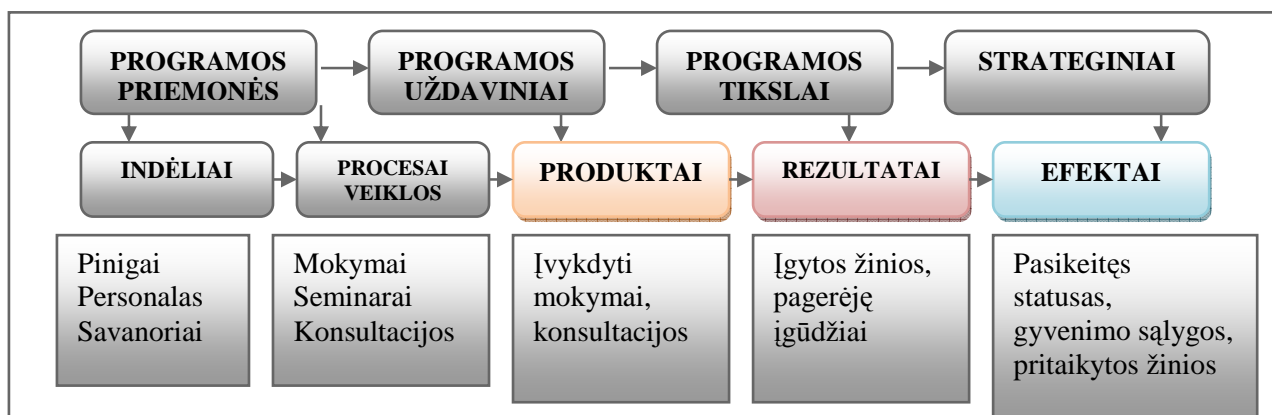 PROGRAMOS
PRIEMONĖS
PROGRAMOS
UŽDAVINIAI
PROGRAMOS
TIKSLAI
STRATEGINIAI
INDĖLIAI
PROCESAI
VEIKLOS
PRODUKTAI
REZULTATAI
EFEKTAI
Pinigai
Personalas
Savanoriai
Mokymai
Seminarai
Konsultacijos
Įvykdyti
mokymai,
konsultacijos
Įgytos žinios,
pagerėję
įgūdžiai
Pasikeitęs
statusas,
gyvenimo sąlygos,
pritaikytos žinios